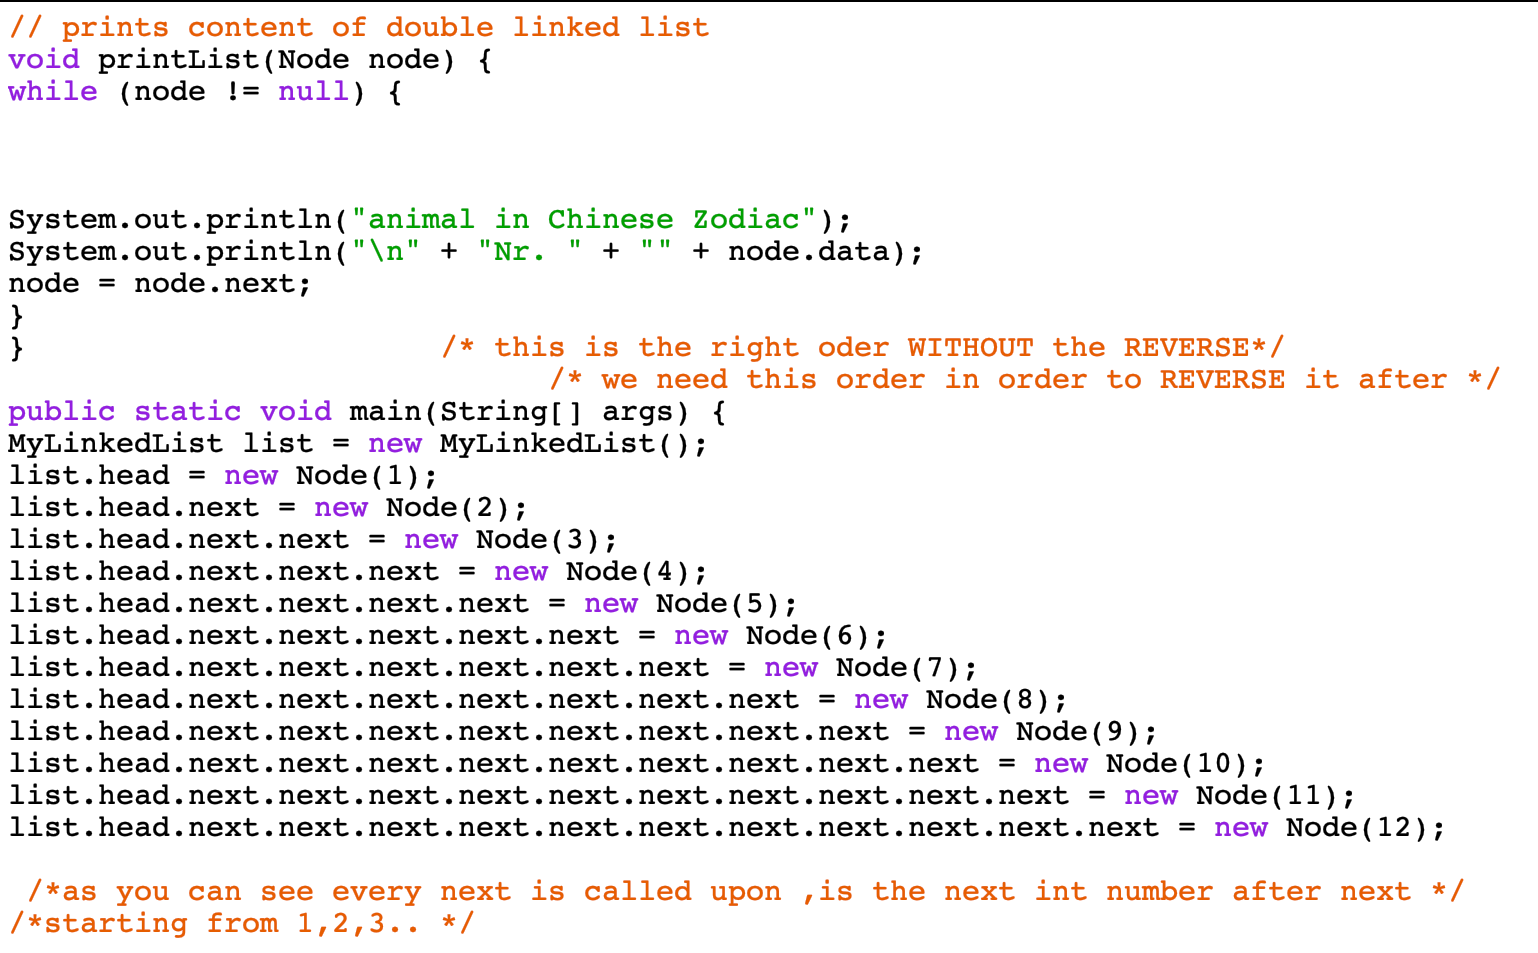 // prints content of double linked list
void printList(Node node) {
while (node != null) {
System.out.println("animal in Chinese Zodiac");
System.out.println("\n" + "Nr. " + "" + node.data);
node = node.next;
}
} /* this is the right oder WITHOUT the REVERSE*/
/* we need this order in order to REVERSE it after */
public static void main(String[] args) {
MyLinkedList list = new MyLinkedList();
list.head = new Node(1);
list.head.next = new Node(2);
list.head.next.next = new Node(3);
list.head.next.next.next = new Node(4);
list.head.next.next.next.next = new Node(5);
list.head.next.next.next.next.next = new Node(6);
list.head.next.next.next.next.next.next = new Node(7);
list.head.next.next.next.next.next.next.next = new Node(8);
list.head.next.next.next.next.next.next.next.next = new Node(9);
list.head.next.next.next.next.next.next.next.next.next = new Node(10);
list.head.next.next.next.next.next.next.next.next.next.next = new Node(11);
list.head.next.next.next.next.next.next.next.next.next.next.next = new Node(12);
/*as you can see every next is called upon ,is the next int number after next */
/*starting from 1,2,3.. */